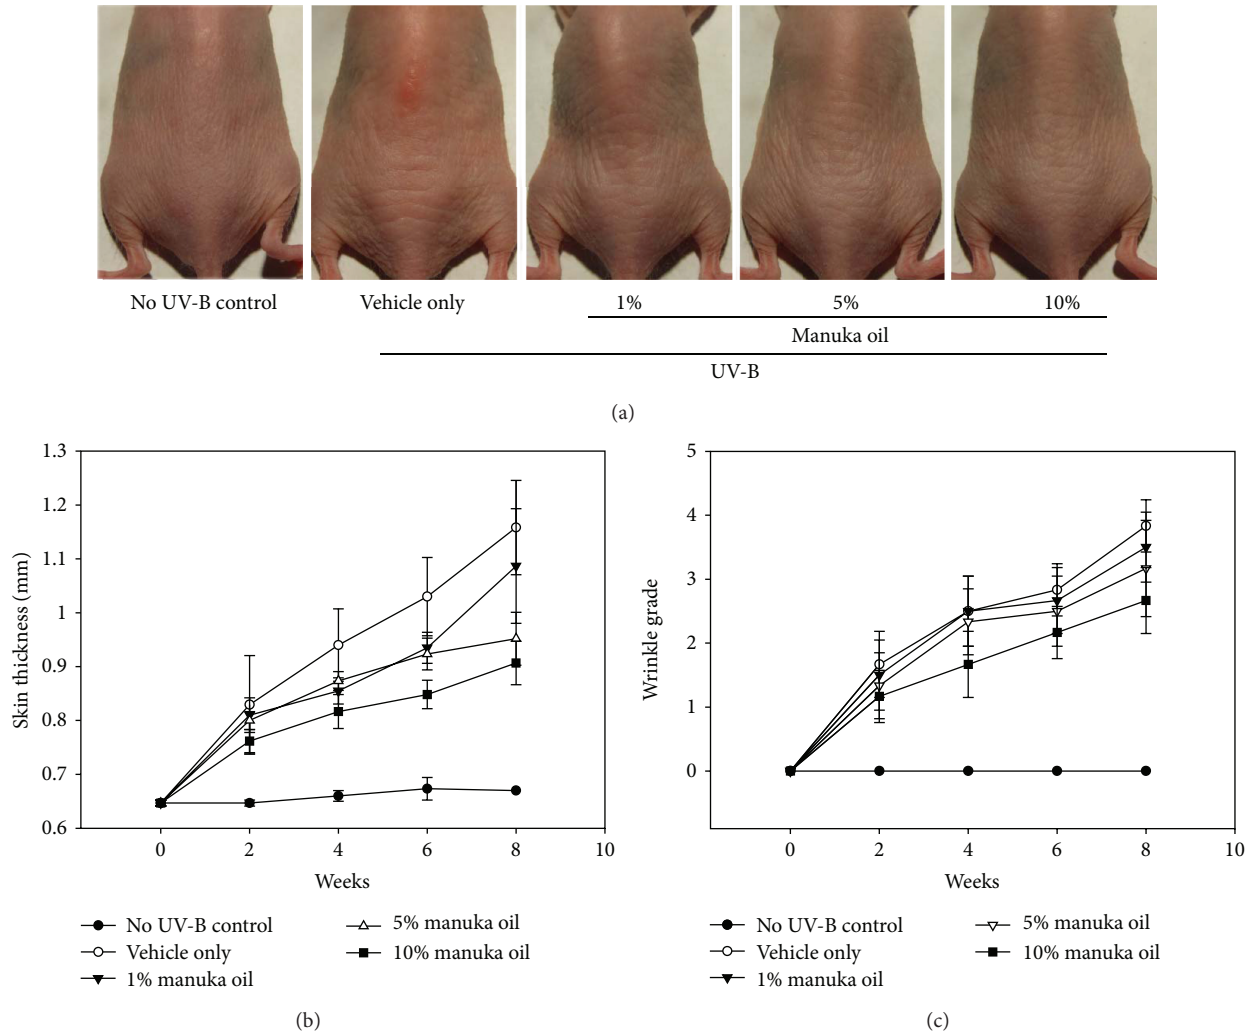 No UV-B control
Vehicle only
1%
5%
10%
Manuka oil
UV-B
(a)
1.3
1.2
1.1
1
0.9
0.8
0.7
0.6
Skin thickness (mm)
0 2 4 6 8 10
Weeks
No UV-B control
Vehicle only
1% manuka oil
5% manuka oil
10% manuka oil
(b)
5
4
3
2
1
0
Wrinkle grade
0 2 4 6 8 10
Weeks
No UV-B control
Vehicle only
1% manuka oil
5% manuka oil
10% manuka oil
(c)